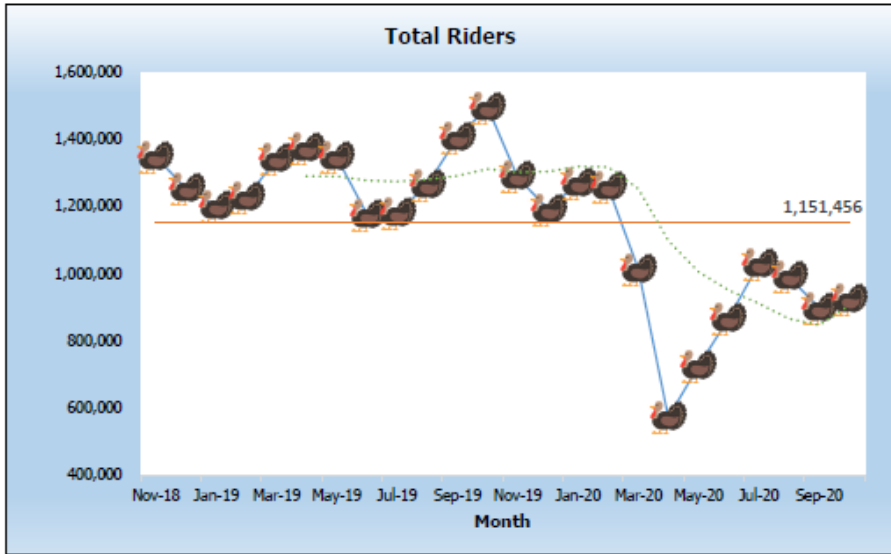 Total Riders
1,600,000
1,400,000
1,200,000
1,000,000
800,000
600,000
400,000
1,151,456
Nov-18 Jan-19 Mar-19 May-19 Jul-19 Sep-19 Nov-19 Jan-20 Mar-20 May-20 Jul-20 Sep-20
Month